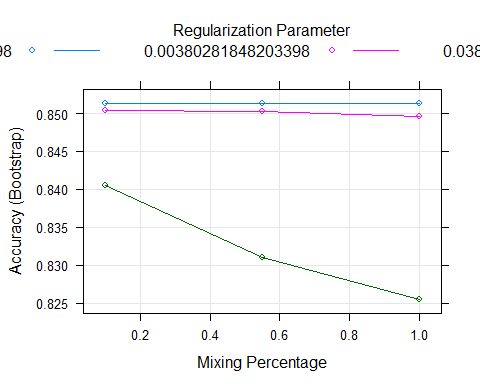 Regularization Parameter
98 0.00380281848203398 0.038
0.850
0.845
0.840
0.835
0.830
0.825
Accuracy (Bootstrap)
0.2 0.4 0.6 0.8 1.0
Mixing Percentage